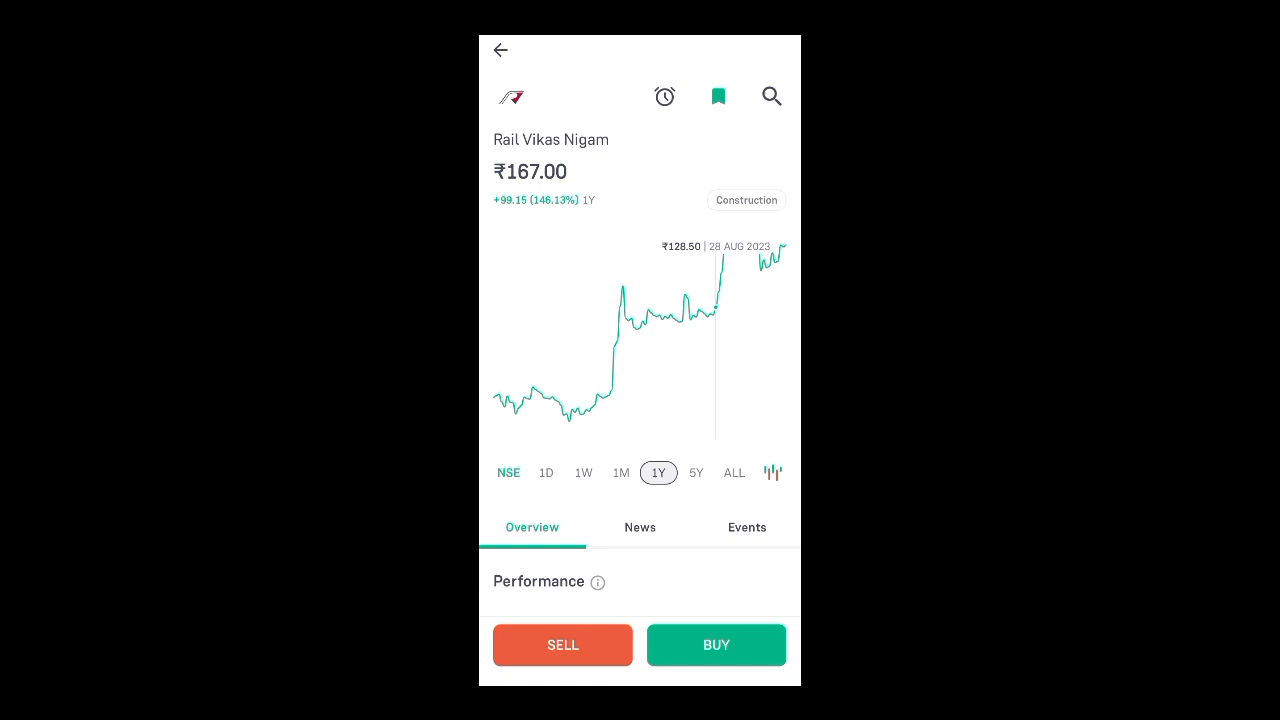 Rail Vikas Nigam
₹167.00
+99.15 (146.13%) 1Y
Construction
₹128.50 | 28 AUG 2023
NSE 1D 1W 1M 1Y 5Y ALL
Overview News Events
Performance
SELL BUY